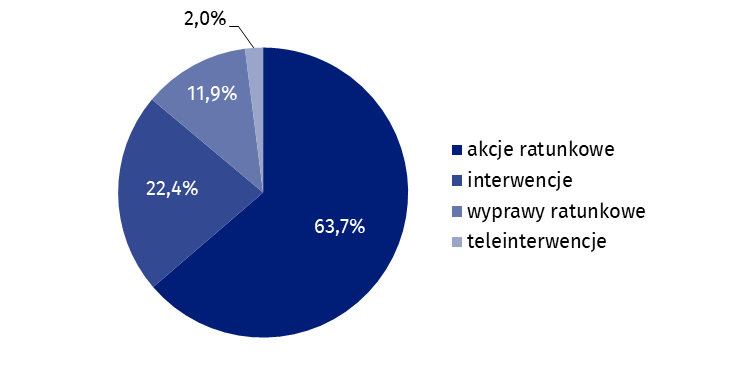 2,0%
11,9%
22,4%
63,7%
akcje ratunkowe
interwencje
wyprawy ratunkowe
teleinterwencje